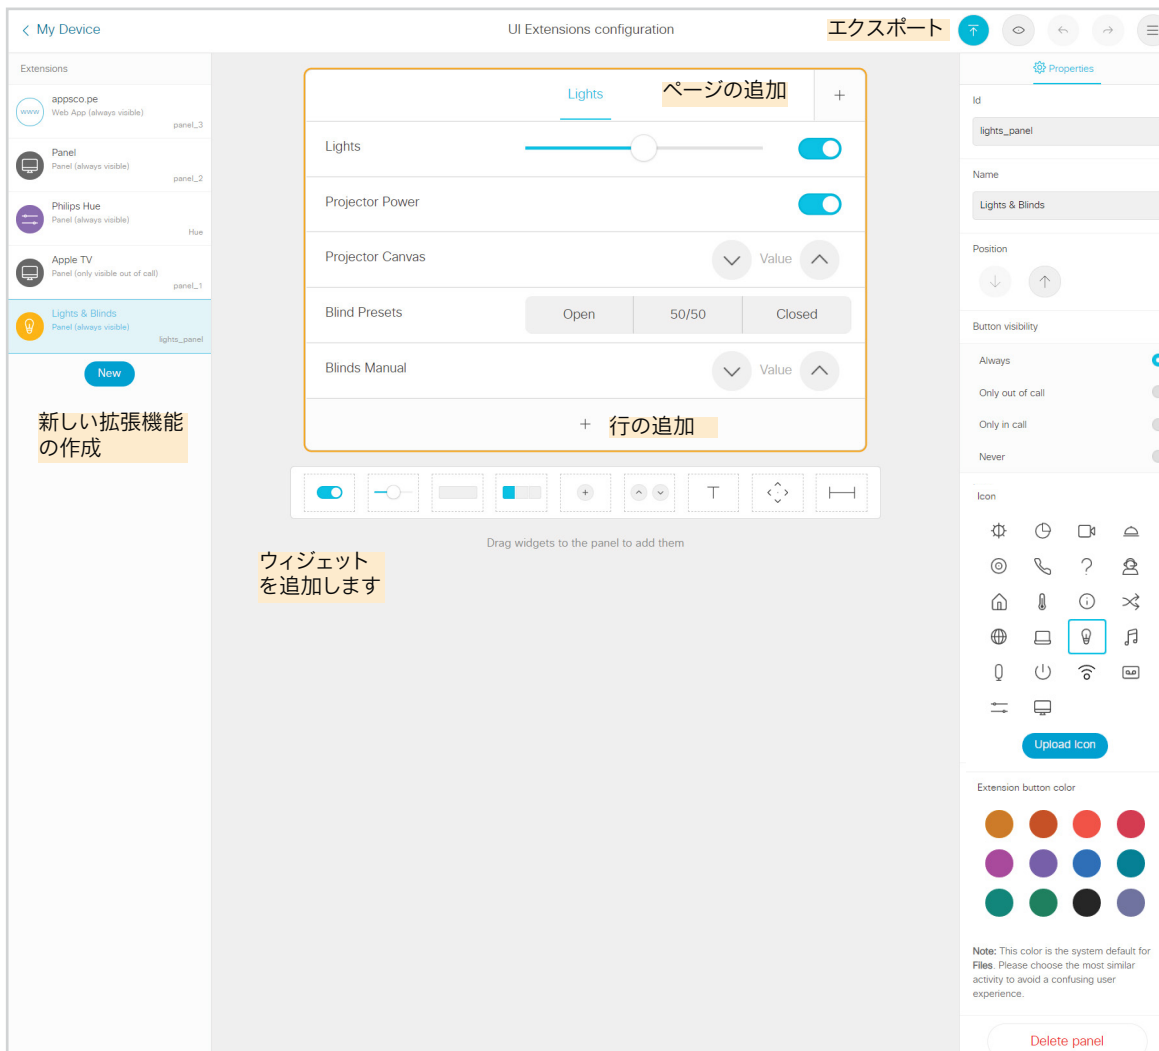 My Device
UI Extensions configuration
エクスポート
Extensions
appsco.pe
Web App (always visible)
panel_3
Panel
Panel (always visible)
panel_2
Philips Hue
Panel (always visible)
Hue
Apple TV
Panel (only visible out of call)
panel_1
Lights & Blinds
Panel (always visible)
lights_panel
New
新しい拡張機能
の作成
Lights
ページの追加
Lights
Projector Power
Projector Canvas
Value
Blind Presets
Open
50/50
Closed
Blinds Manual
Value
行の追加
Drag widgets to the panel to add them
ウィジェット
を追加します
Properties
Id
lights_panel
Name
Lights & Blinds
Position
Button visibility
Always
Only out of call
Only in call
Never
Icon
Upload Icon
Extension button color
Note: This color is the system default for
Files. Please choose the most similar
activity to avoid a confusing user
experience.
Delete panel